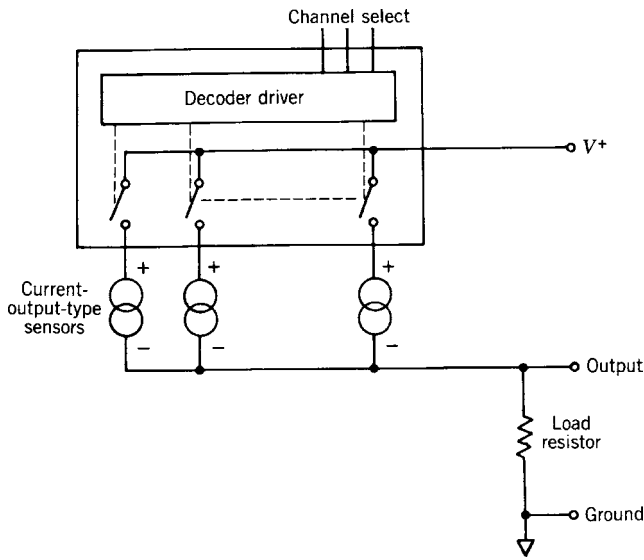 Channel select
Decoder driver
V+
+
+
+
Current-
output-type
sensors
−
−
−
Output
Load
resistor
Ground